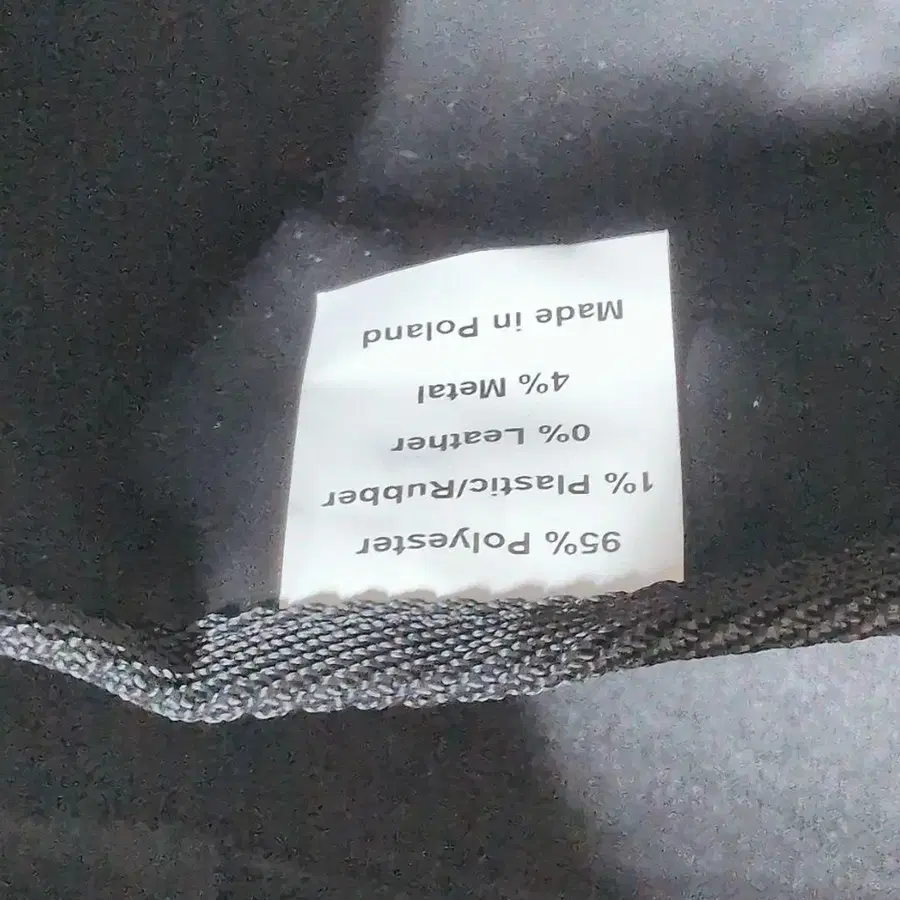 95% Polyester
1% Plastic/Rubber
0% Leather
4% Metal
Made in Poland